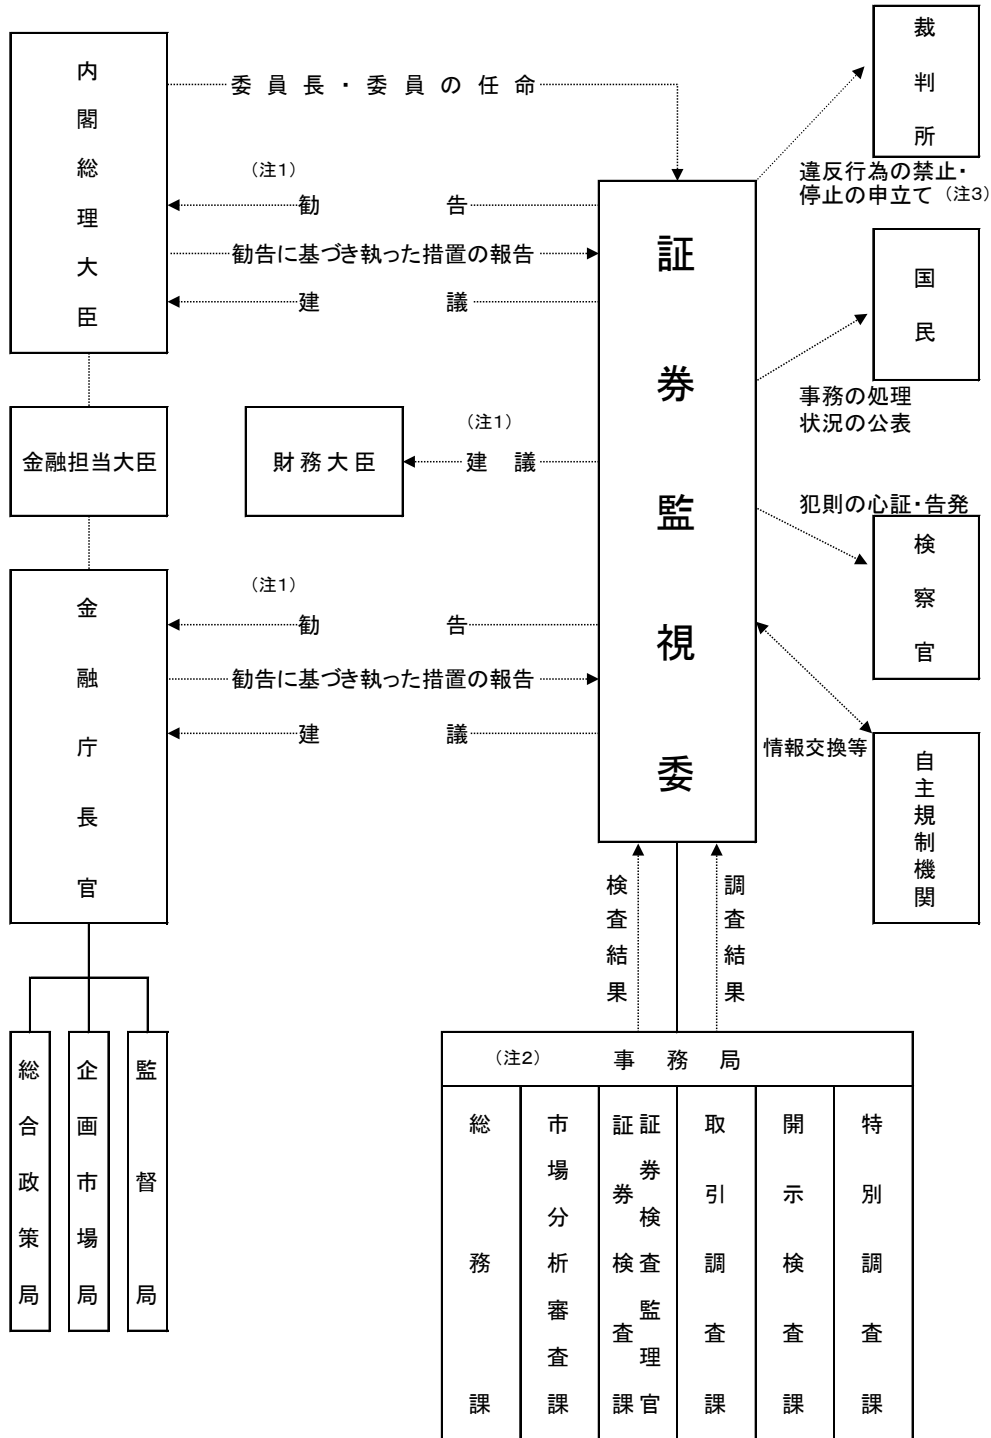 内閣総理大臣
委員長・委員の任命
(注1)
勧告
勧告に基づき執った措置の報告
建議
金融担当大臣
財務大臣
(注1)
建議
金融庁長官
(注1)
勧告
勧告に基づき執った措置の報告
建議
総合政策局
企画市場局
監督局
証券監視委
裁判所
違反行為の禁止・
停止の申立て (注3)
国民
事務の処理
状況の公表
犯則の心証・告発
検察官
情報交換等
自主規制機関
検査結果
調査結果
(注2) 事務局
総務課
市場分析審査課
証券検査課
証券検査監理官
取引調査課
開示検査課
特別調査課